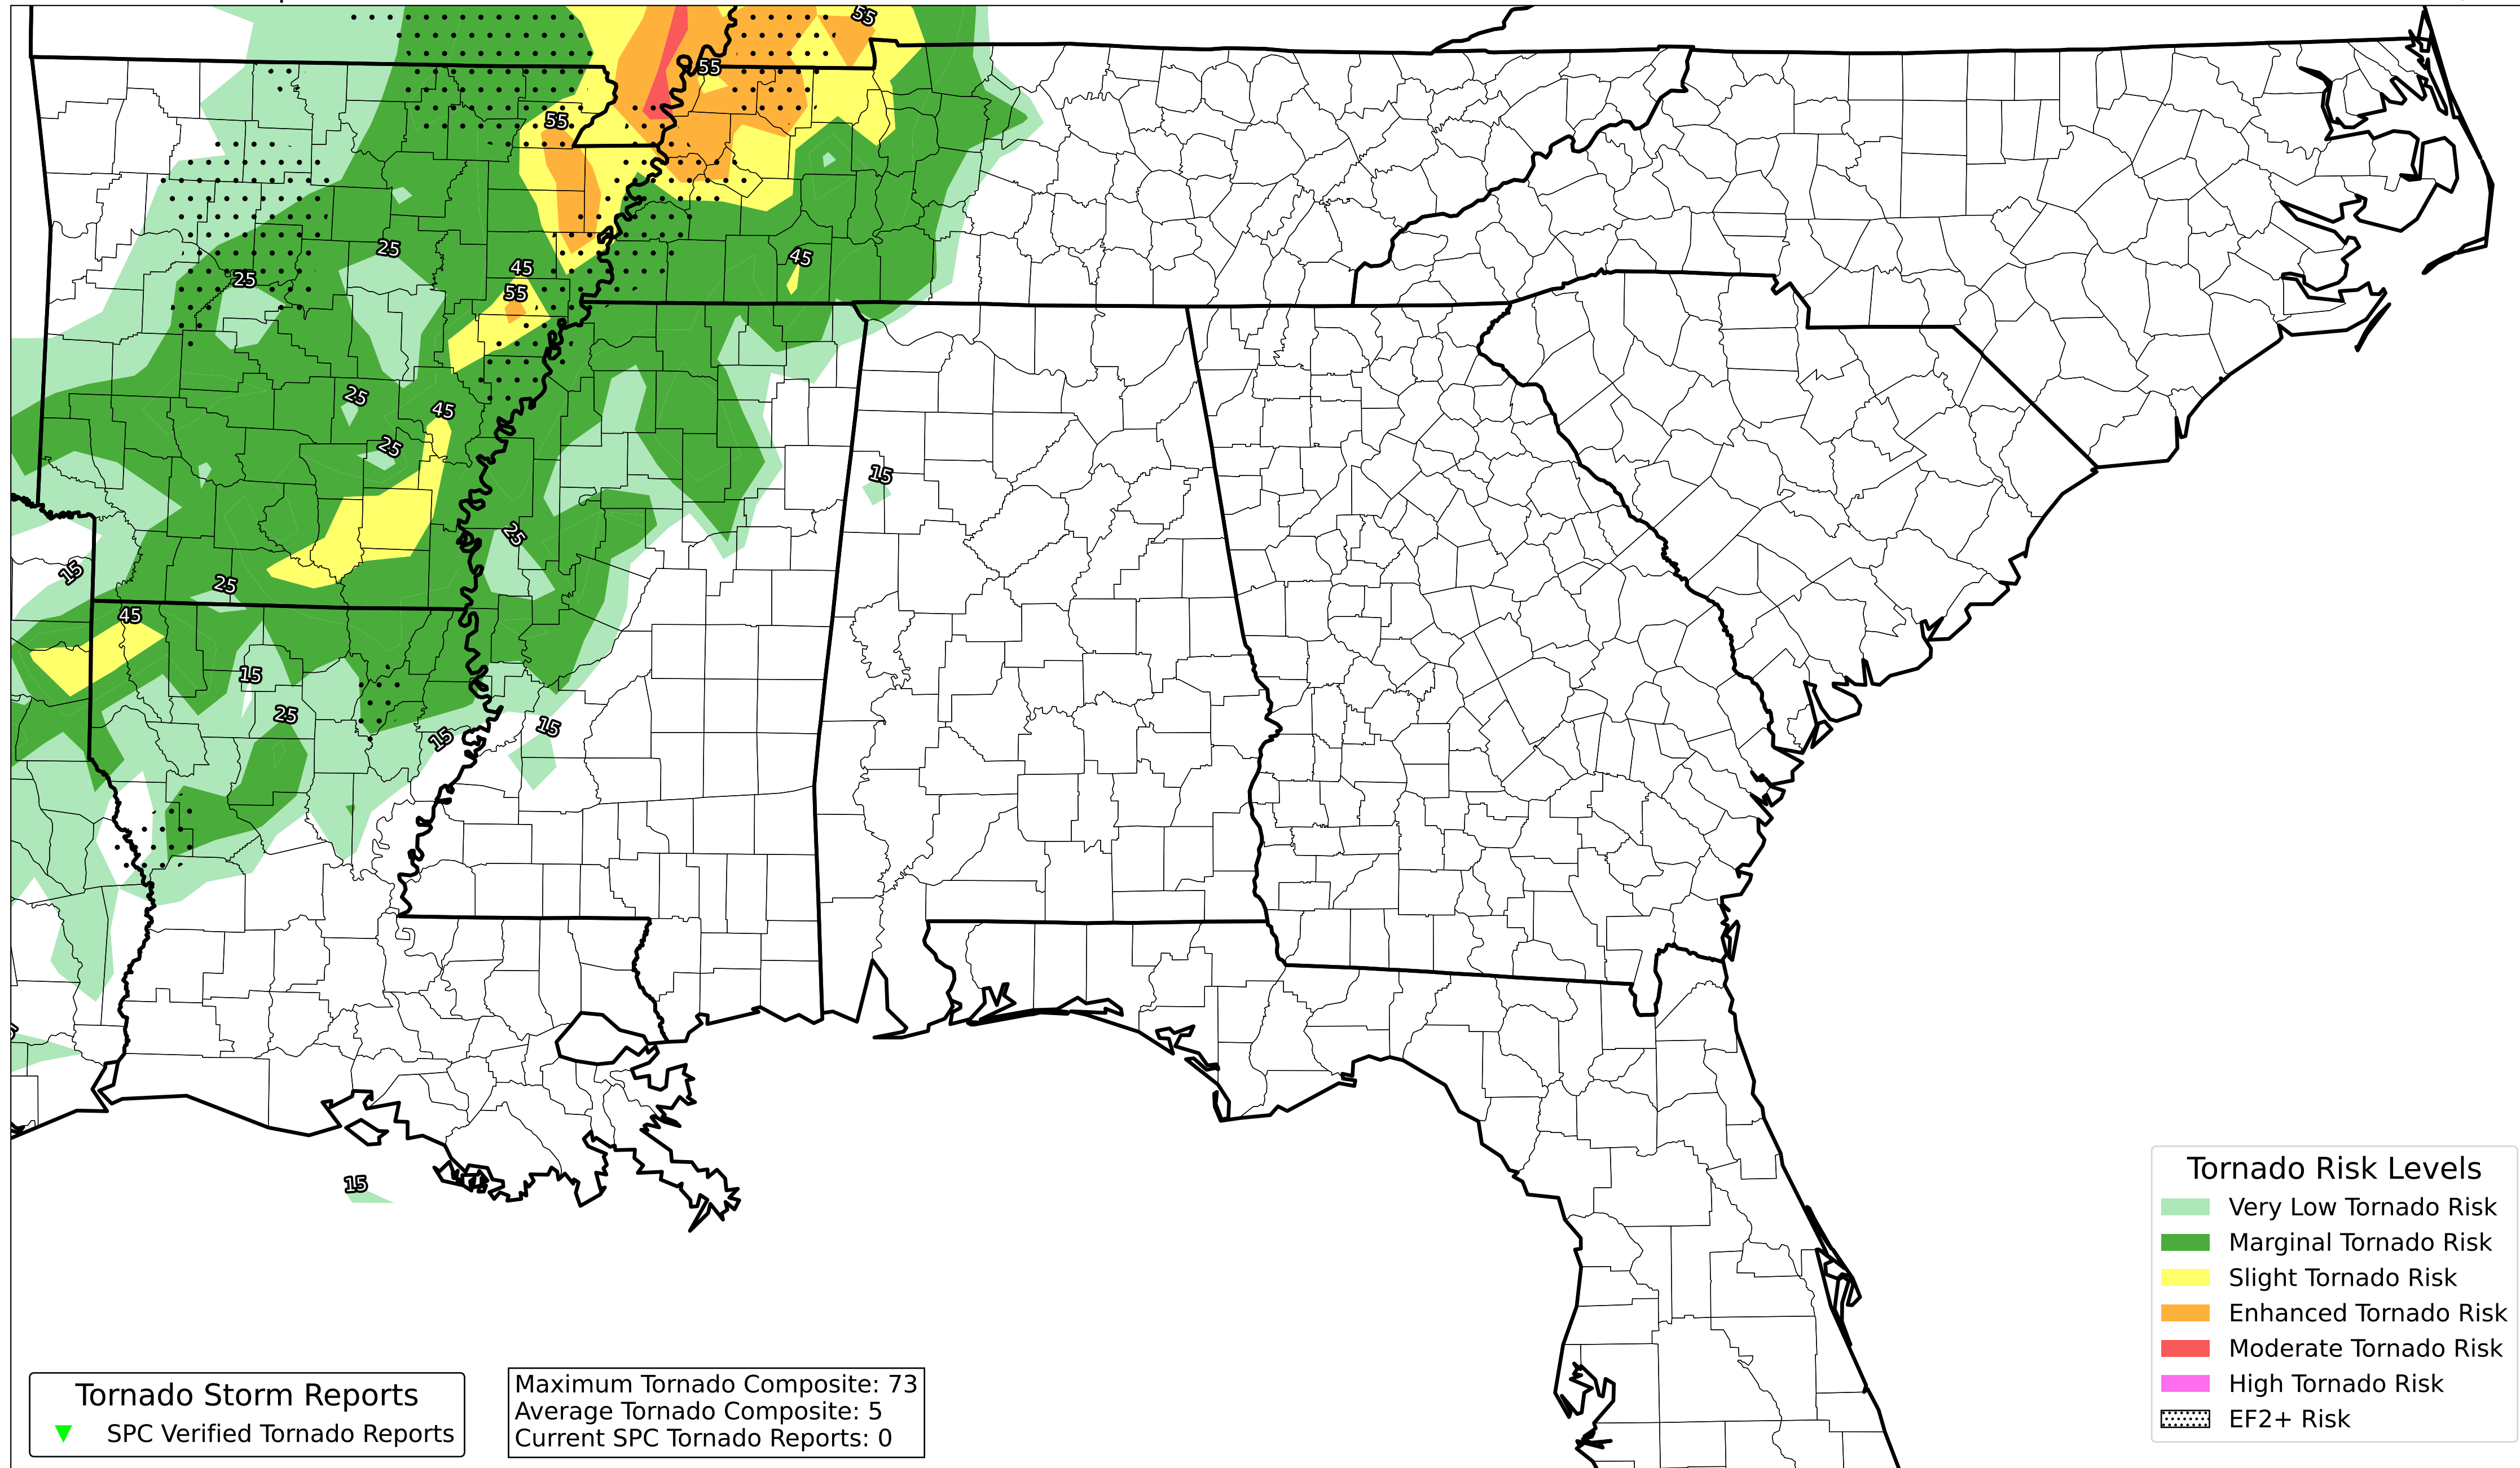 55
55
55
25
45
25
45
55
25
45
25
15
25
15
25
45
15
25
15
15
15
Tornado Risk Levels
Very Low Tornado Risk
Marginal Tornado Risk
Slight Tornado Risk
Enhanced Tornado Risk
Moderate Tornado Risk
High Tornado Risk
EF2+ Risk
Tornado Storm Reports
SPC Verified Tornado Reports
Maximum Tornado Composite: 73
Average Tornado Composite: 5
Current SPC Tornado Reports: 0